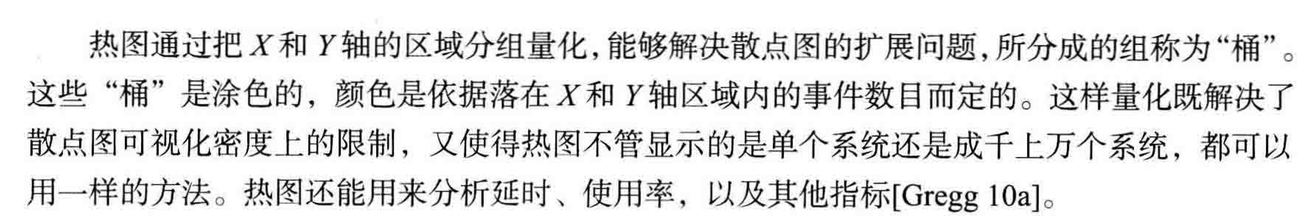 热图通过把 X 和 Y 轴的区域分组量化,能够解决散点图的扩展问题,所分成的组称为“桶”。
这些“桶”是涂色的，颜色是依据落在 X 和 Y 轴区域内的事件数目而定的。这样量化既解决了
散点图可视化密度上的限制，又使得热图不管显示的是单个系统还是成千上万个系统，都可以
用一样的方法。热图还能用来分析延时、使用率，以及其他指标[Gregg 10a]。